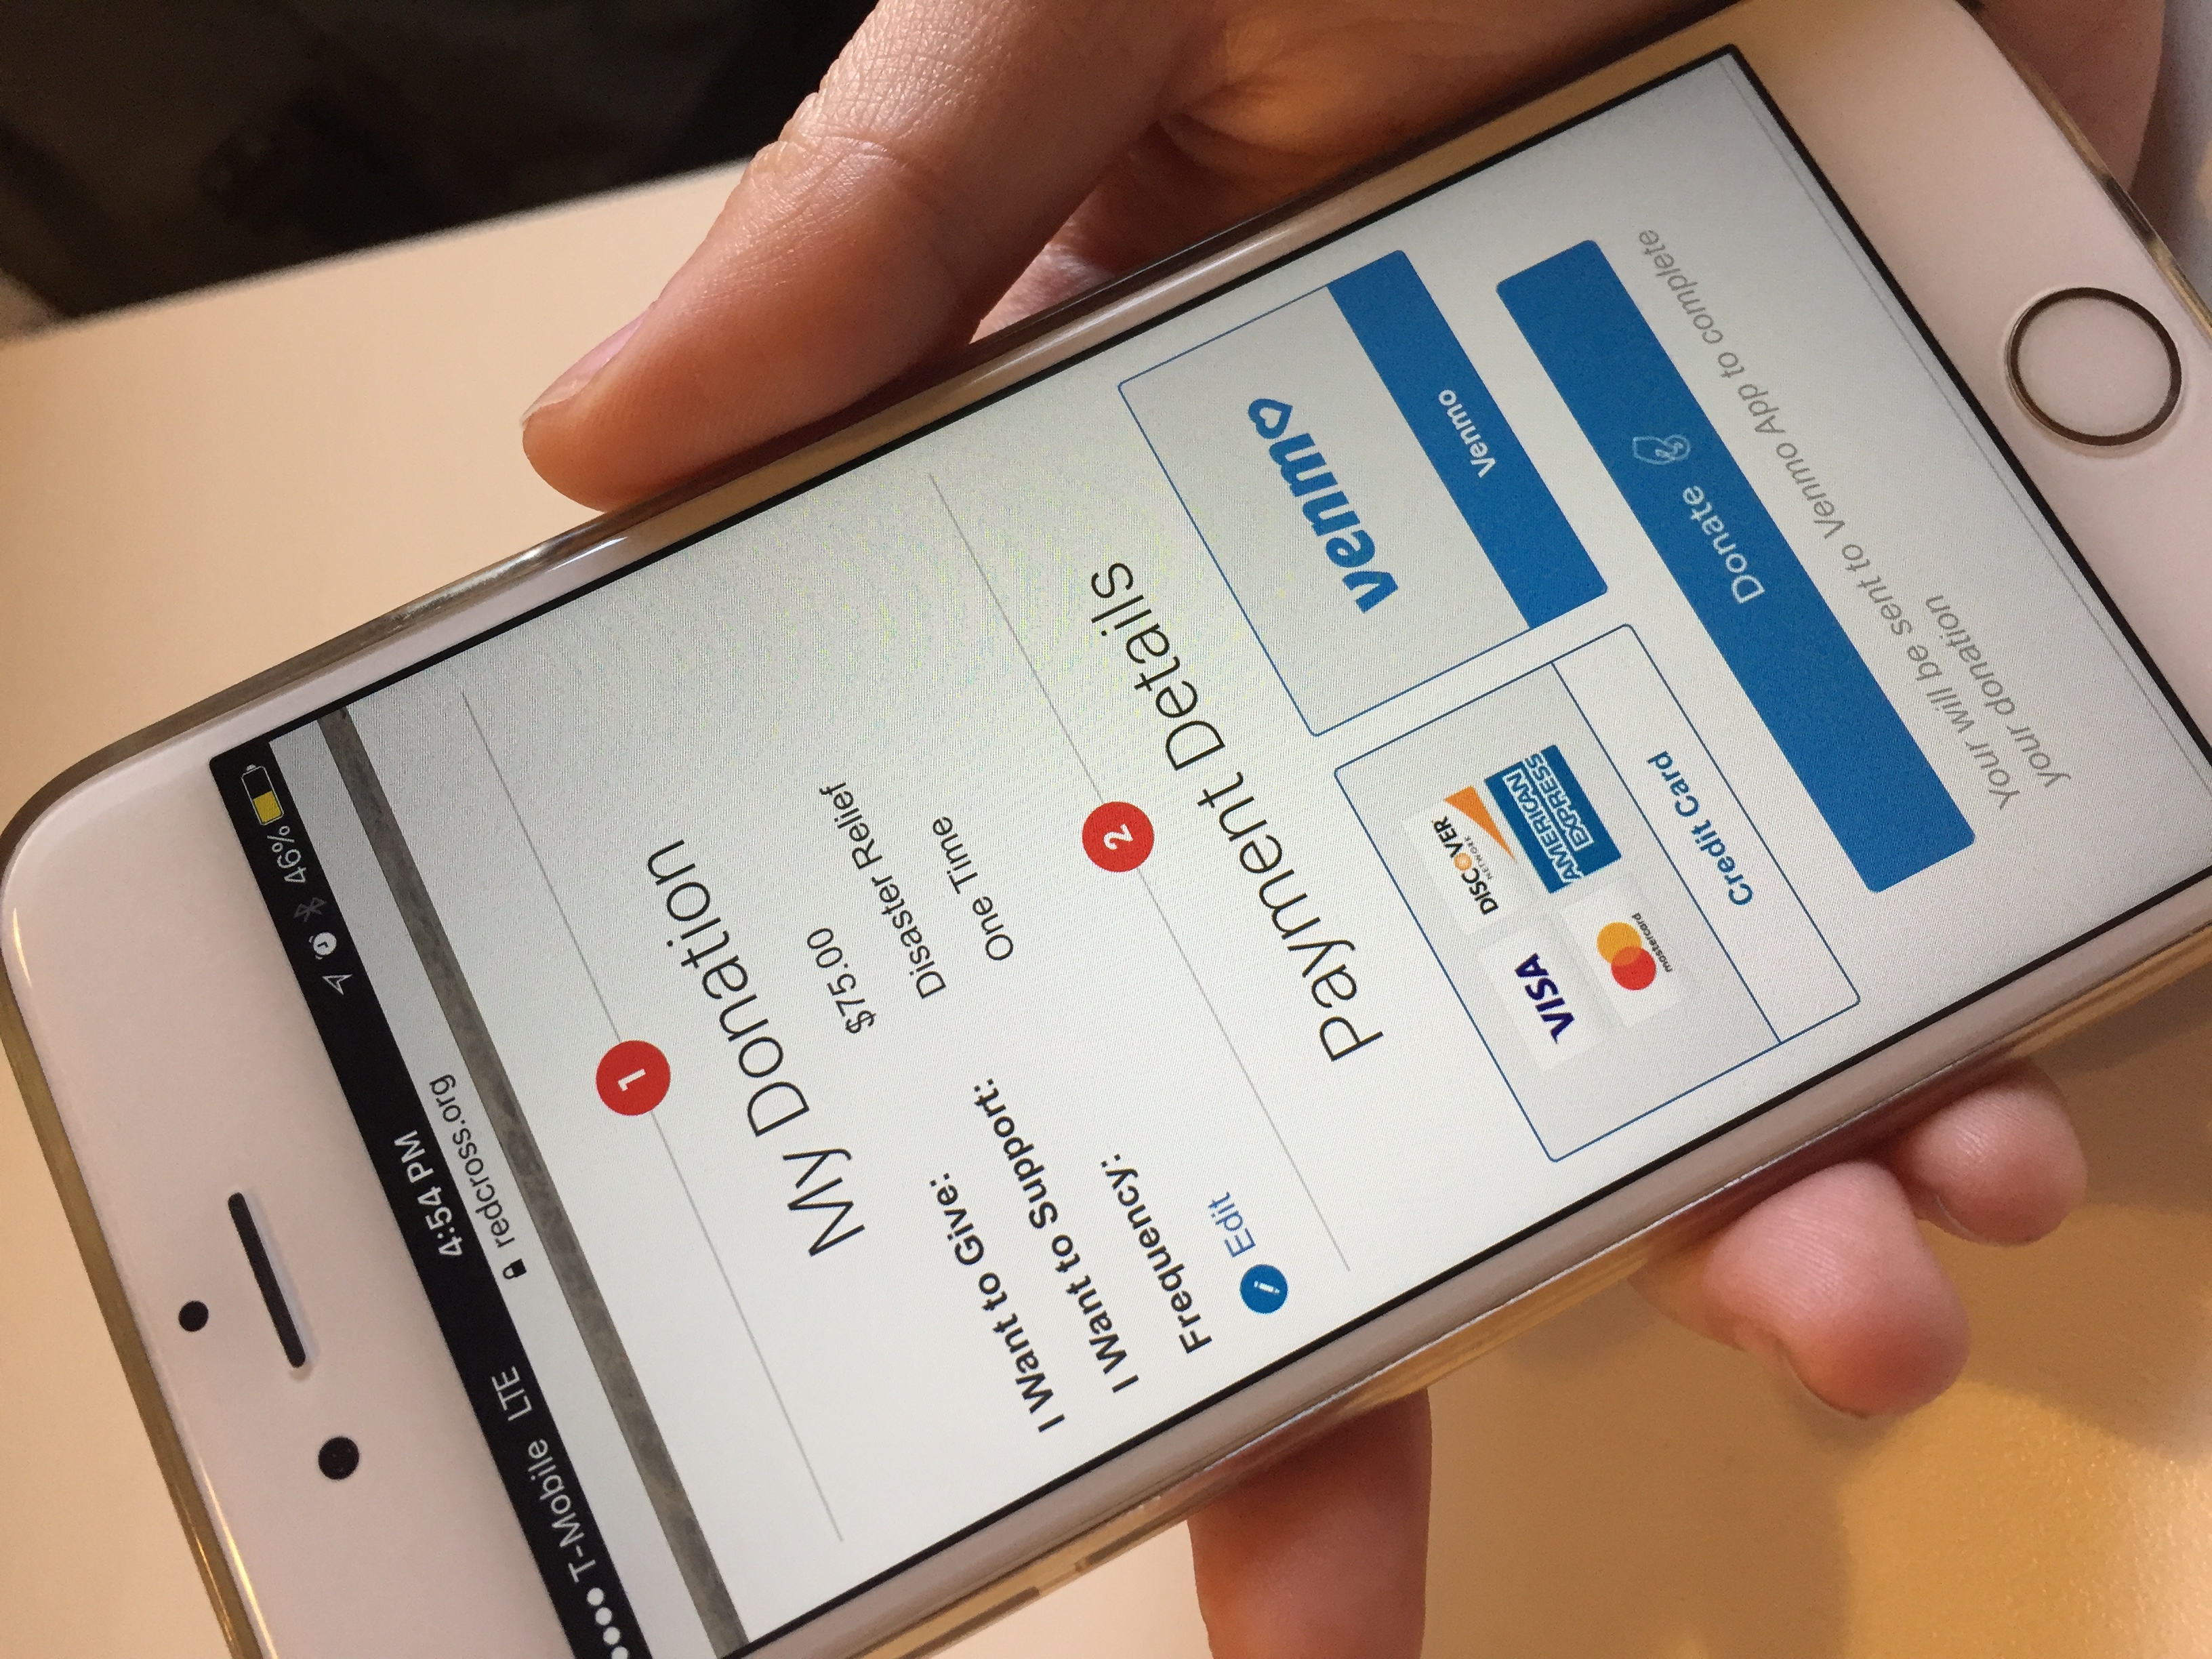 T-Mobile LTE 4:54 PM 46%
redcross.org
1
My Donation
I Want to Give: $75.00
I Want to Support: Disaster Relief
Frequency: One Time
Edit
2
Payment Details
VISA
DISCOVER
NETWORK
mastercard
AMERICAN
EXPRESS
Credit Card
venmo
Venmo
Donate
Your will be sent to Venmo App to complete
your donation